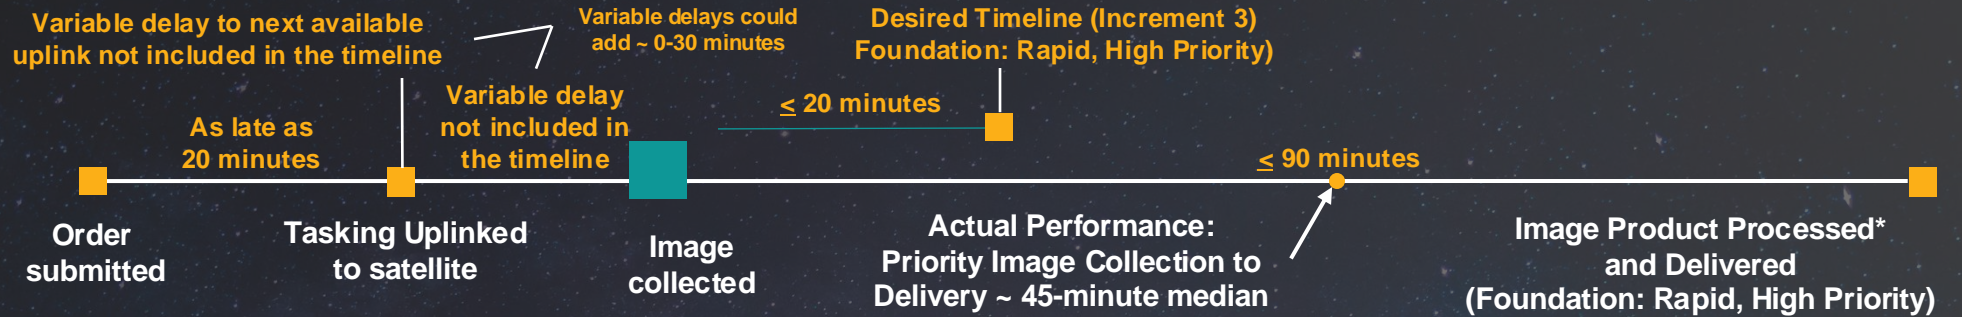 Variable delay to next available
uplink not included in the timeline
Variable delays could
add ~ 0-30 minutes
Desired Timeline (Increment 3)
Foundation: Rapid, High Priority)
As late as
20 minutes
Variable delay
not included in
the timeline
≤ 20 minutes
≤ 90 minutes
Order
submitted
Tasking Uplinked
to satellite
Image
collected
Actual Performance:
Priority Image Collection to
Delivery ~ 45-minute median
Image Product Processed*
and Delivered
(Foundation: Rapid, High Priority)